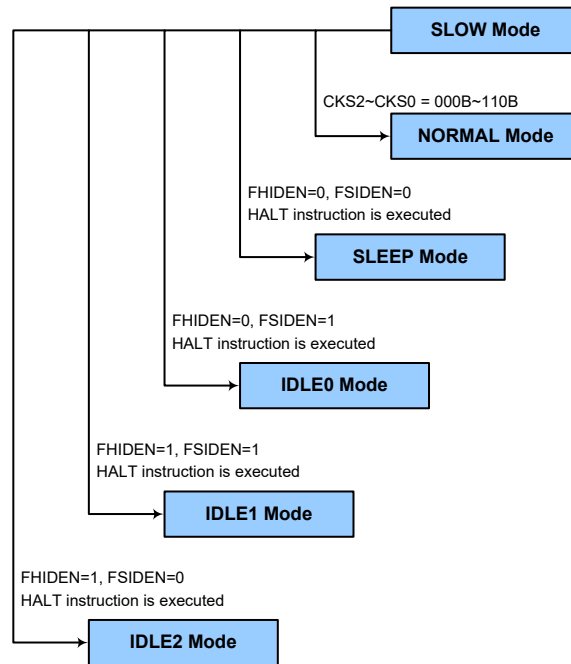 SLOW Mode
CKS2~CKS0 = 000B~110B
NORMAL Mode
FHIDEN=0, FSIDEN=0
HALT instruction is executed
SLEEP Mode
FHIDEN=0, FSIDEN=1
HALT instruction is executed
IDLE0 Mode
FHIDEN=1, FSIDEN=1
HALT instruction is executed
IDLE1 Mode
FHIDEN=1, FSIDEN=0
HALT instruction is executed
IDLE2 Mode